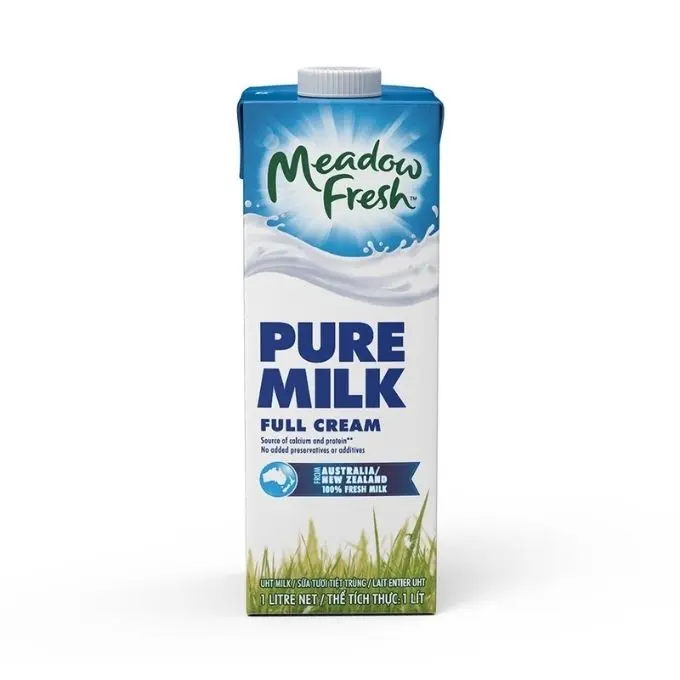 Meadow
Fresh™
PURE
MILK
FULL CREAM
Source of calcium and protein**
No added preservatives or additives
FROM
AUSTRALIA/
NEW ZEALAND
100% FRESH MILK
UHT MILK / SỮA TƯƠI TIỆT TRÙNG / LAIT ENTIER UHT
1 LITRE NET / THỂ TÍCH THỰC: 1 LÍT